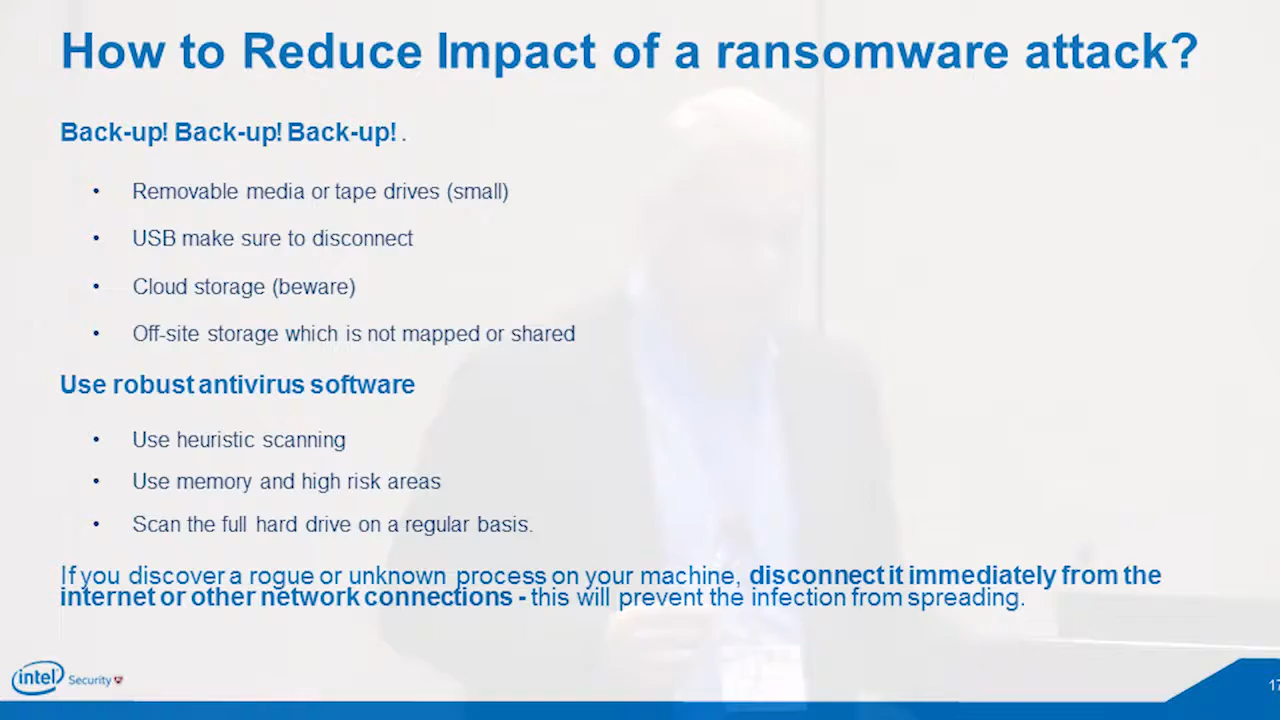 How to Reduce Impact of a ransomware attack?
Back-up! Back-up! Back-up! .
• Removable media or tape drives (small)
• USB make sure to disconnect
• Cloud storage (beware)
• Off-site storage which is not mapped or shared
Use robust antivirus software
• Use heuristic scanning
• Use memory and high risk areas
• Scan the full hard drive on a regular basis.
If you discover a rogue or unknown process on your machine, disconnect it immediately from the
internet or other network connections - this will prevent the infection from spreading.
intel Security
17